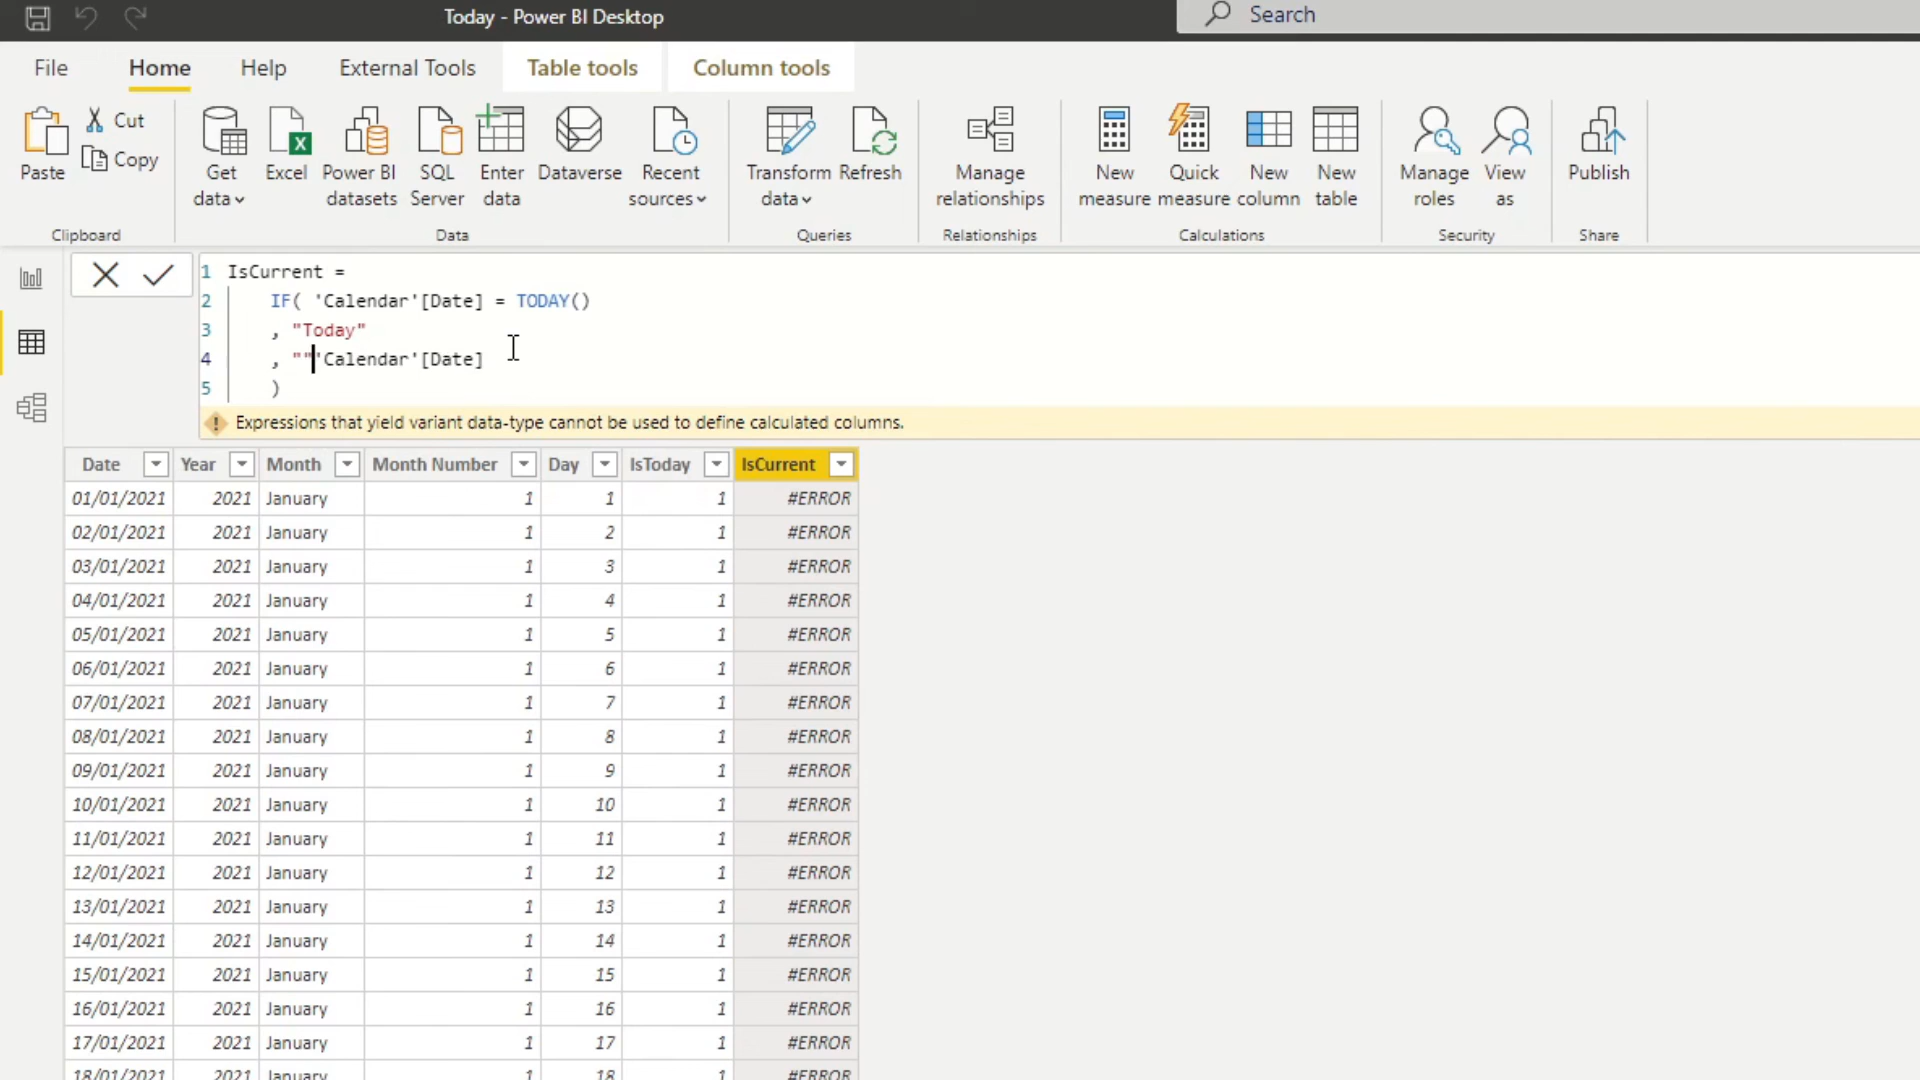 Today - Power BI Desktop
Search
File Home Help External Tools Table tools Column tools
Paste
Cut
Copy
Clipboard
Get data
Excel
Power BI datasets
SQL Server
Enter data
Dataverse
Recent sources
Data
Transform data
Refresh
Queries
Manage relationships
Relationships
New measure
Quick measure
New column
New table
Calculations
Manage roles
View as
Security
Publish
Share
1 IsCurrent =
2 IF( 'Calendar'[Date] = TODAY()
3 , "Today"
4 , ""'Calendar'[Date]
5 )
Expressions that yield variant data-type cannot be used to define calculated columns.
Date Year Month Month Number Day IsToday IsCurrent
01/01/2021 2021 January 1 1 1 #ERROR
02/01/2021 2021 January 1 2 1 #ERROR
03/01/2021 2021 January 1 3 1 #ERROR
04/01/2021 2021 January 1 4 1 #ERROR
05/01/2021 2021 January 1 5 1 #ERROR
06/01/2021 2021 January 1 6 1 #ERROR
07/01/2021 2021 January 1 7 1 #ERROR
08/01/2021 2021 January 1 8 1 #ERROR
09/01/2021 2021 January 1 9 1 #ERROR
10/01/2021 2021 January 1 10 1 #ERROR
11/01/2021 2021 January 1 11 1 #ERROR
12/01/2021 2021 January 1 12 1 #ERROR
13/01/2021 2021 January 1 13 1 #ERROR
14/01/2021 2021 January 1 14 1 #ERROR
15/01/2021 2021 January 1 15 1 #ERROR
16/01/2021 2021 January 1 16 1 #ERROR
17/01/2021 2021 January 1 17 1 #ERROR
18/01/2021 2021 January 1 18 1 #ERROR